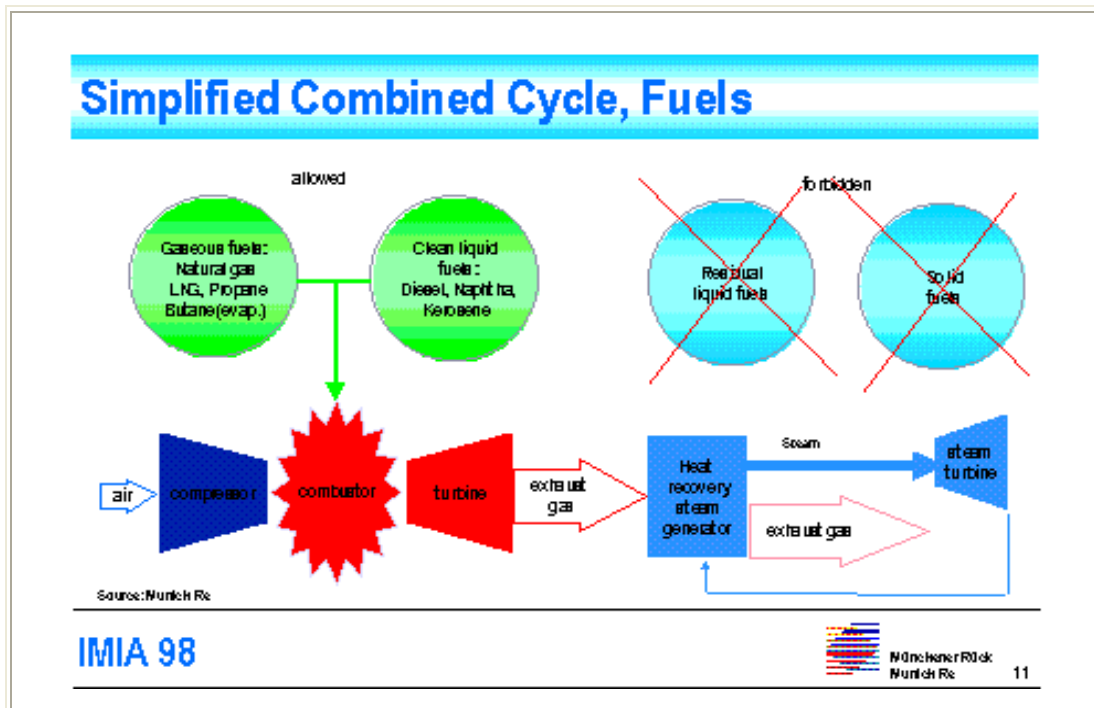 Simplified Combined Cycle, Fuels
allowed
forbidden
Gaseous fuels:
Natural gas
LNG, Propane
Butane(evap.)
Clean liquid
fuels:
Diesel, Naphtha,
Kerosene
Residual
liquid fuels
Solid
fuels
air
compressor
combustor
turbine
exhaust
gas
Heat
recovery
steam
generator
Steam
exhaust gas
steam
turbine
Source: Munich Re
IMIA 98
Münchener Rück
Munich Re
11